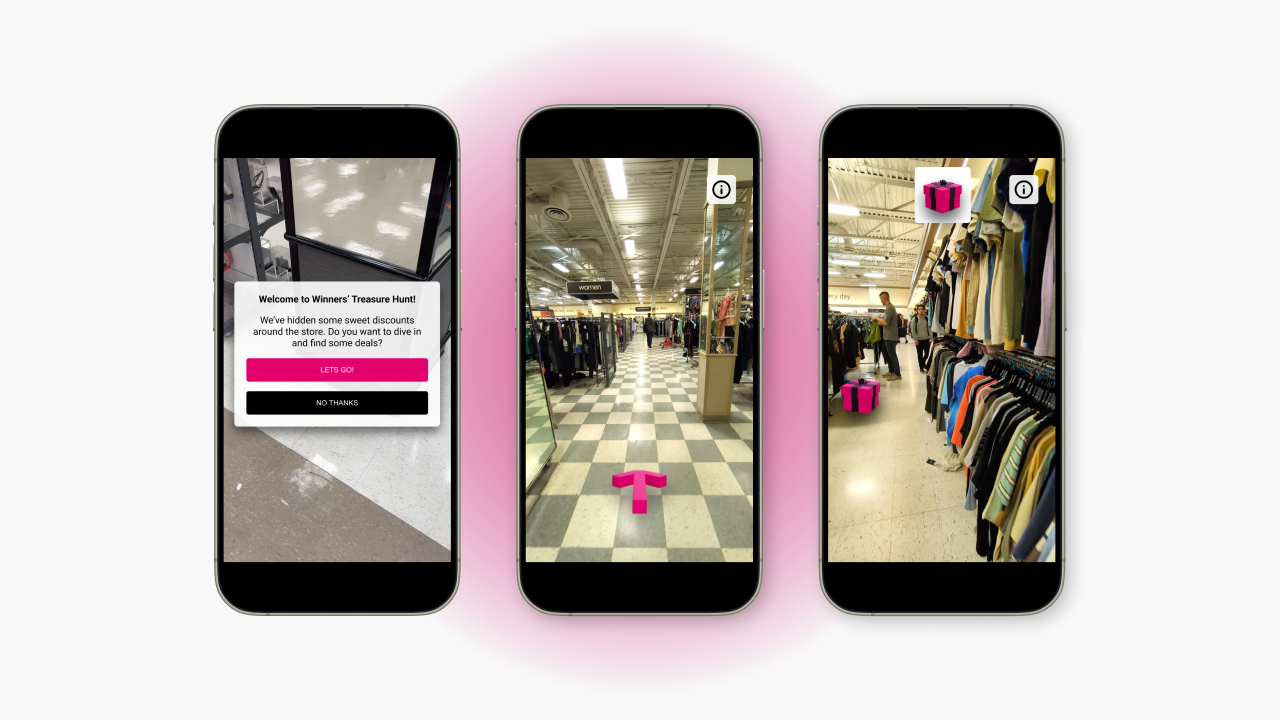 Welcome to Winners' Treasure Hunt!
We've hidden some sweet discounts
around the store. Do you want to dive in
and find some deals?
LETS GO!
NO THANKS
women
ery day